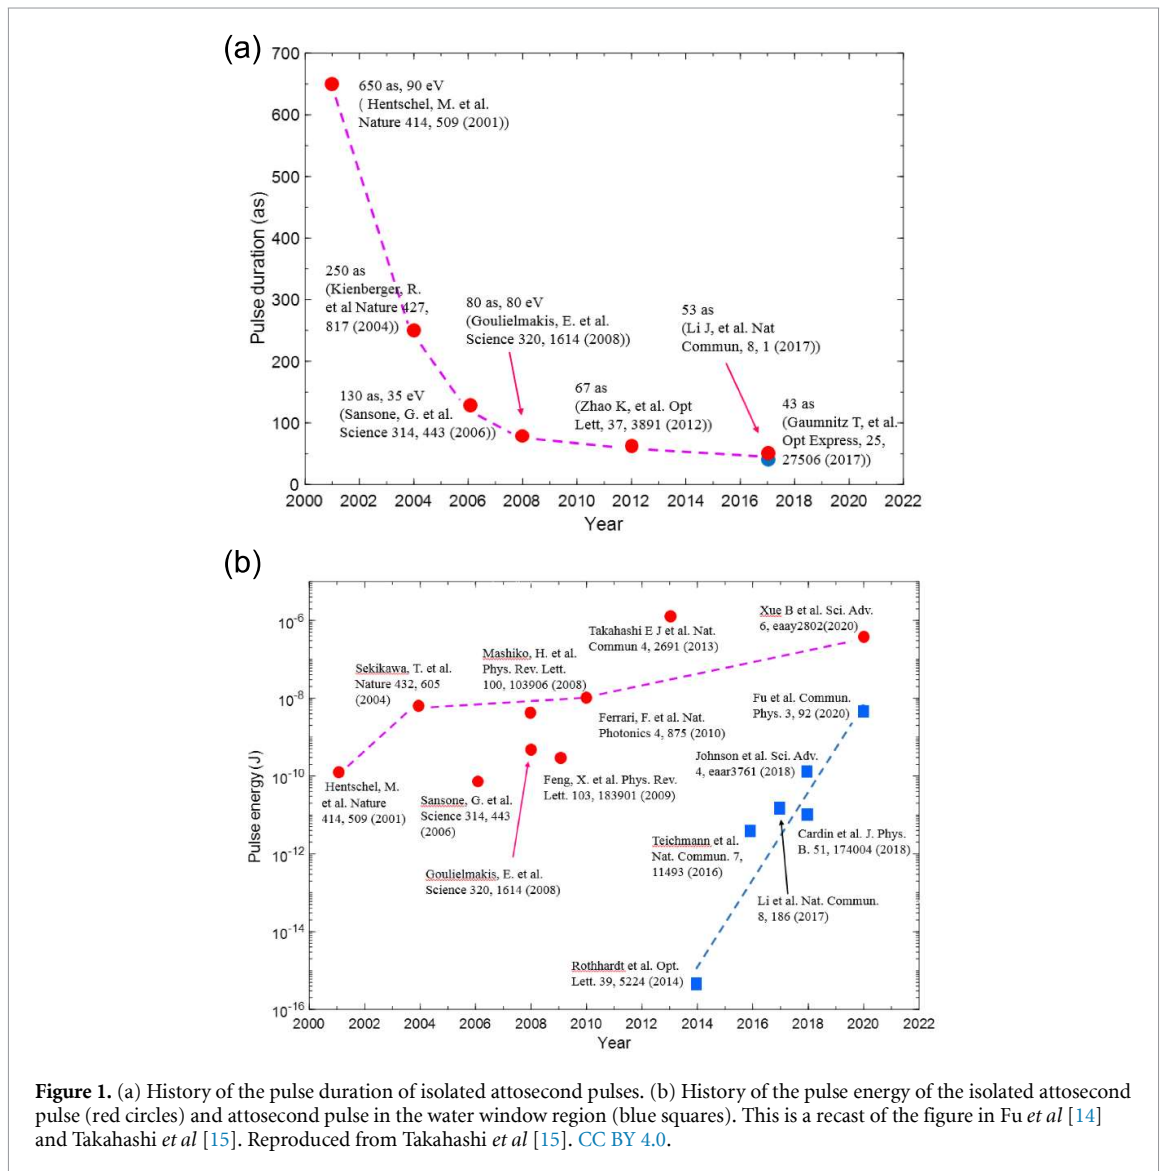 (a)
700
600
500
400
300
200
100
0
Pulse duration (as)
650 as, 90 eV
( Hentschel, M. et al.
Nature 414, 509 (2001))
250 as
(Kienberger, R.
et al Nature 427,
817 (2004))
80 as, 80 eV
(Goulielmakis, E. et al.
Science 320, 1614 (2008))
53 as
(Li J, et al. Nat
Commun, 8, 1 (2017))
130 as, 35 eV
(Sansone, G. et al.
Science 314, 443 (2006))
67 as
(Zhao K, et al. Opt
Lett, 37, 3891 (2012))
43 as
(Gaumnitz T, et al.
Opt Express, 25,
27506 (2017))
2000 2002 2004 2006 2008 2010 2012 2014 2016 2018 2020 2022
Year
(b)
10-6
10-8
10-10
10-12
10-14
10-16
Pulse energy (J)
Sekikawa, T. et al.
Nature 432, 605
(2004)
Mashiko, H. et al.
Phys. Rev. Lett.
100, 103906 (2008)
Takahashi E J et al. Nat.
Commun 4, 2691 (2013)
Xue B et al. Sci. Adv.
6, eaay2802(2020)
Ferrari, F. et al. Nat.
Photonics 4, 875 (2010)
Fu et al. Commun.
Phys. 3, 92 (2020)
Hentschel, M.
et al. Nature
414, 509 (2001)
Sansone, G. et al.
Science 314, 443
(2006)
Feng, X. et al. Phys. Rev.
Lett. 103, 183901 (2009)
Johnson et al. Sci. Adv.
4, eaar3761 (2018)
Goulielmakis, E. et al.
Science 320, 1614 (2008)
Teichmann et al.
Nat. Commun. 7,
11493 (2016)
Cardin et al. J. Phys.
B. 51, 174004 (2018)
Li et al. Nat. Commun.
8, 186 (2017)
Rothhardt et al. Opt.
Lett. 39, 5224 (2014)
2000 2002 2004 2006 2008 2010 2012 2014 2016 2018 2020 2022
Year
Figure 1. (a) History of the pulse duration of isolated attosecond pulses. (b) History of the pulse energy of the isolated attosecond
pulse (red circles) and attosecond pulse in the water window region (blue squares). This is a recast of the figure in Fu et al [14]
and Takahashi et al [15]. Reproduced from Takahashi et al [15]. CC BY 4.0.